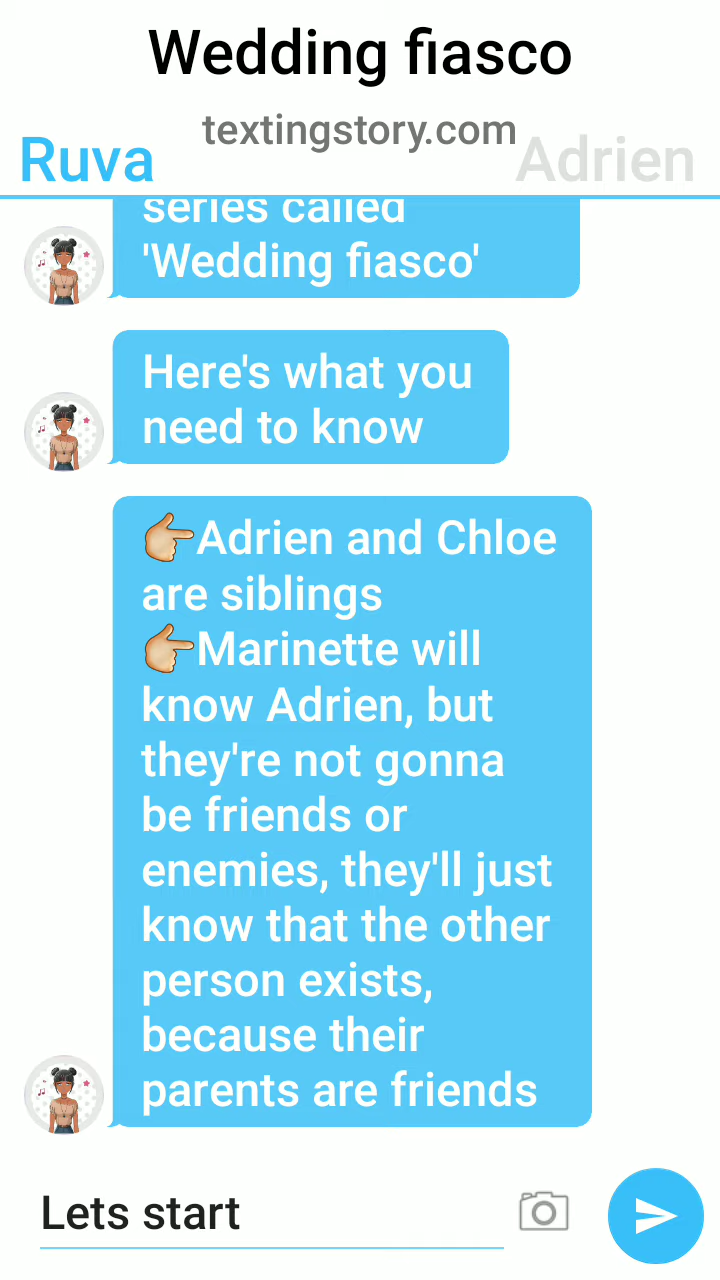 Wedding fiasco
textingstory.com
Ruva
Adrien
series called
'Wedding fiasco'
Here's what you
need to know
👉Adrien and Chloe
are siblings
👉Marinette will
know Adrien, but
they're not gonna
be friends or
enemies, they'll just
know that the other
person exists,
because their
parents are friends
Lets start